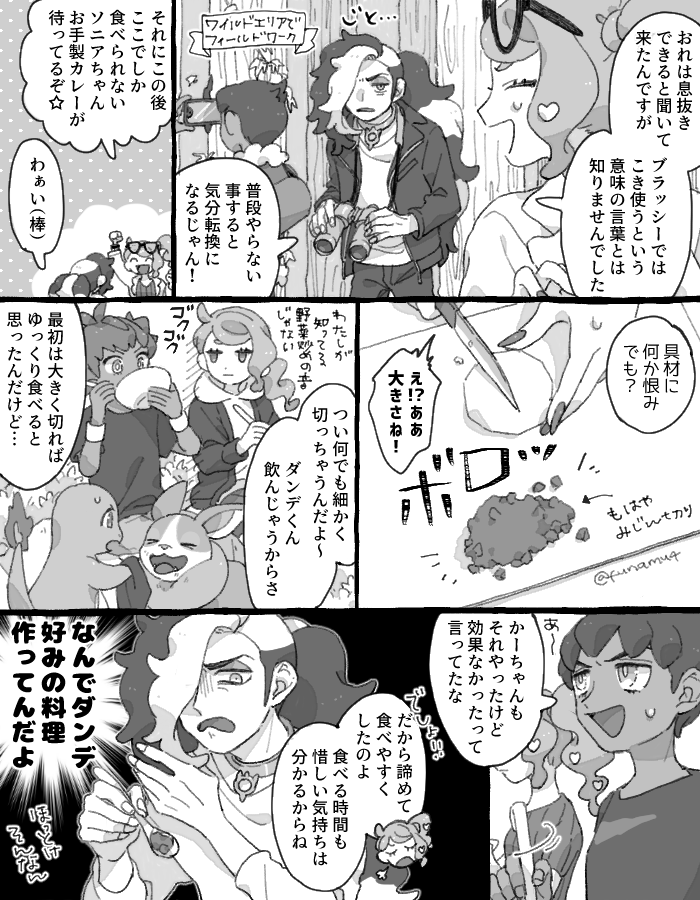 ワイルドエリアで
フィールドワーク
おれは息抜き
できると聞いて
来たんですが
ブラッシーでは
こき使うという
意味の言葉とは
知りませんでした
ごと…
普段やらない
事すると
気分転換に
なるじゃん！
それにこの後
ここでしか
食べられない
ソニアちゃん
お手製カレーが
待ってるぞ☆
わぁい（棒）
具材に
何か恨み
でも？
え!?ああ
大きさね！
ボロッ
もはや
みじん切り
@funamu4
わたしが
知ってる
野菜炒めの音
じゃない
ゴクゴク
つい何でも細かく
切っちゃうんだよ〜
ダンデくん
飲んじゃうからさ
最初は大きく切れば
ゆっくり食べると
思ったんだけど…
あ〜
かーちゃんも
それやったけど
効果なかったって
言ってたな
でしょ!!
だから諦めて
食べやすく
したのよ
食べる時間も
惜しい気持ちは
分かるからね
なんでダンデ
好みの料理
作ってんだよ
ほっとけ
そんなん